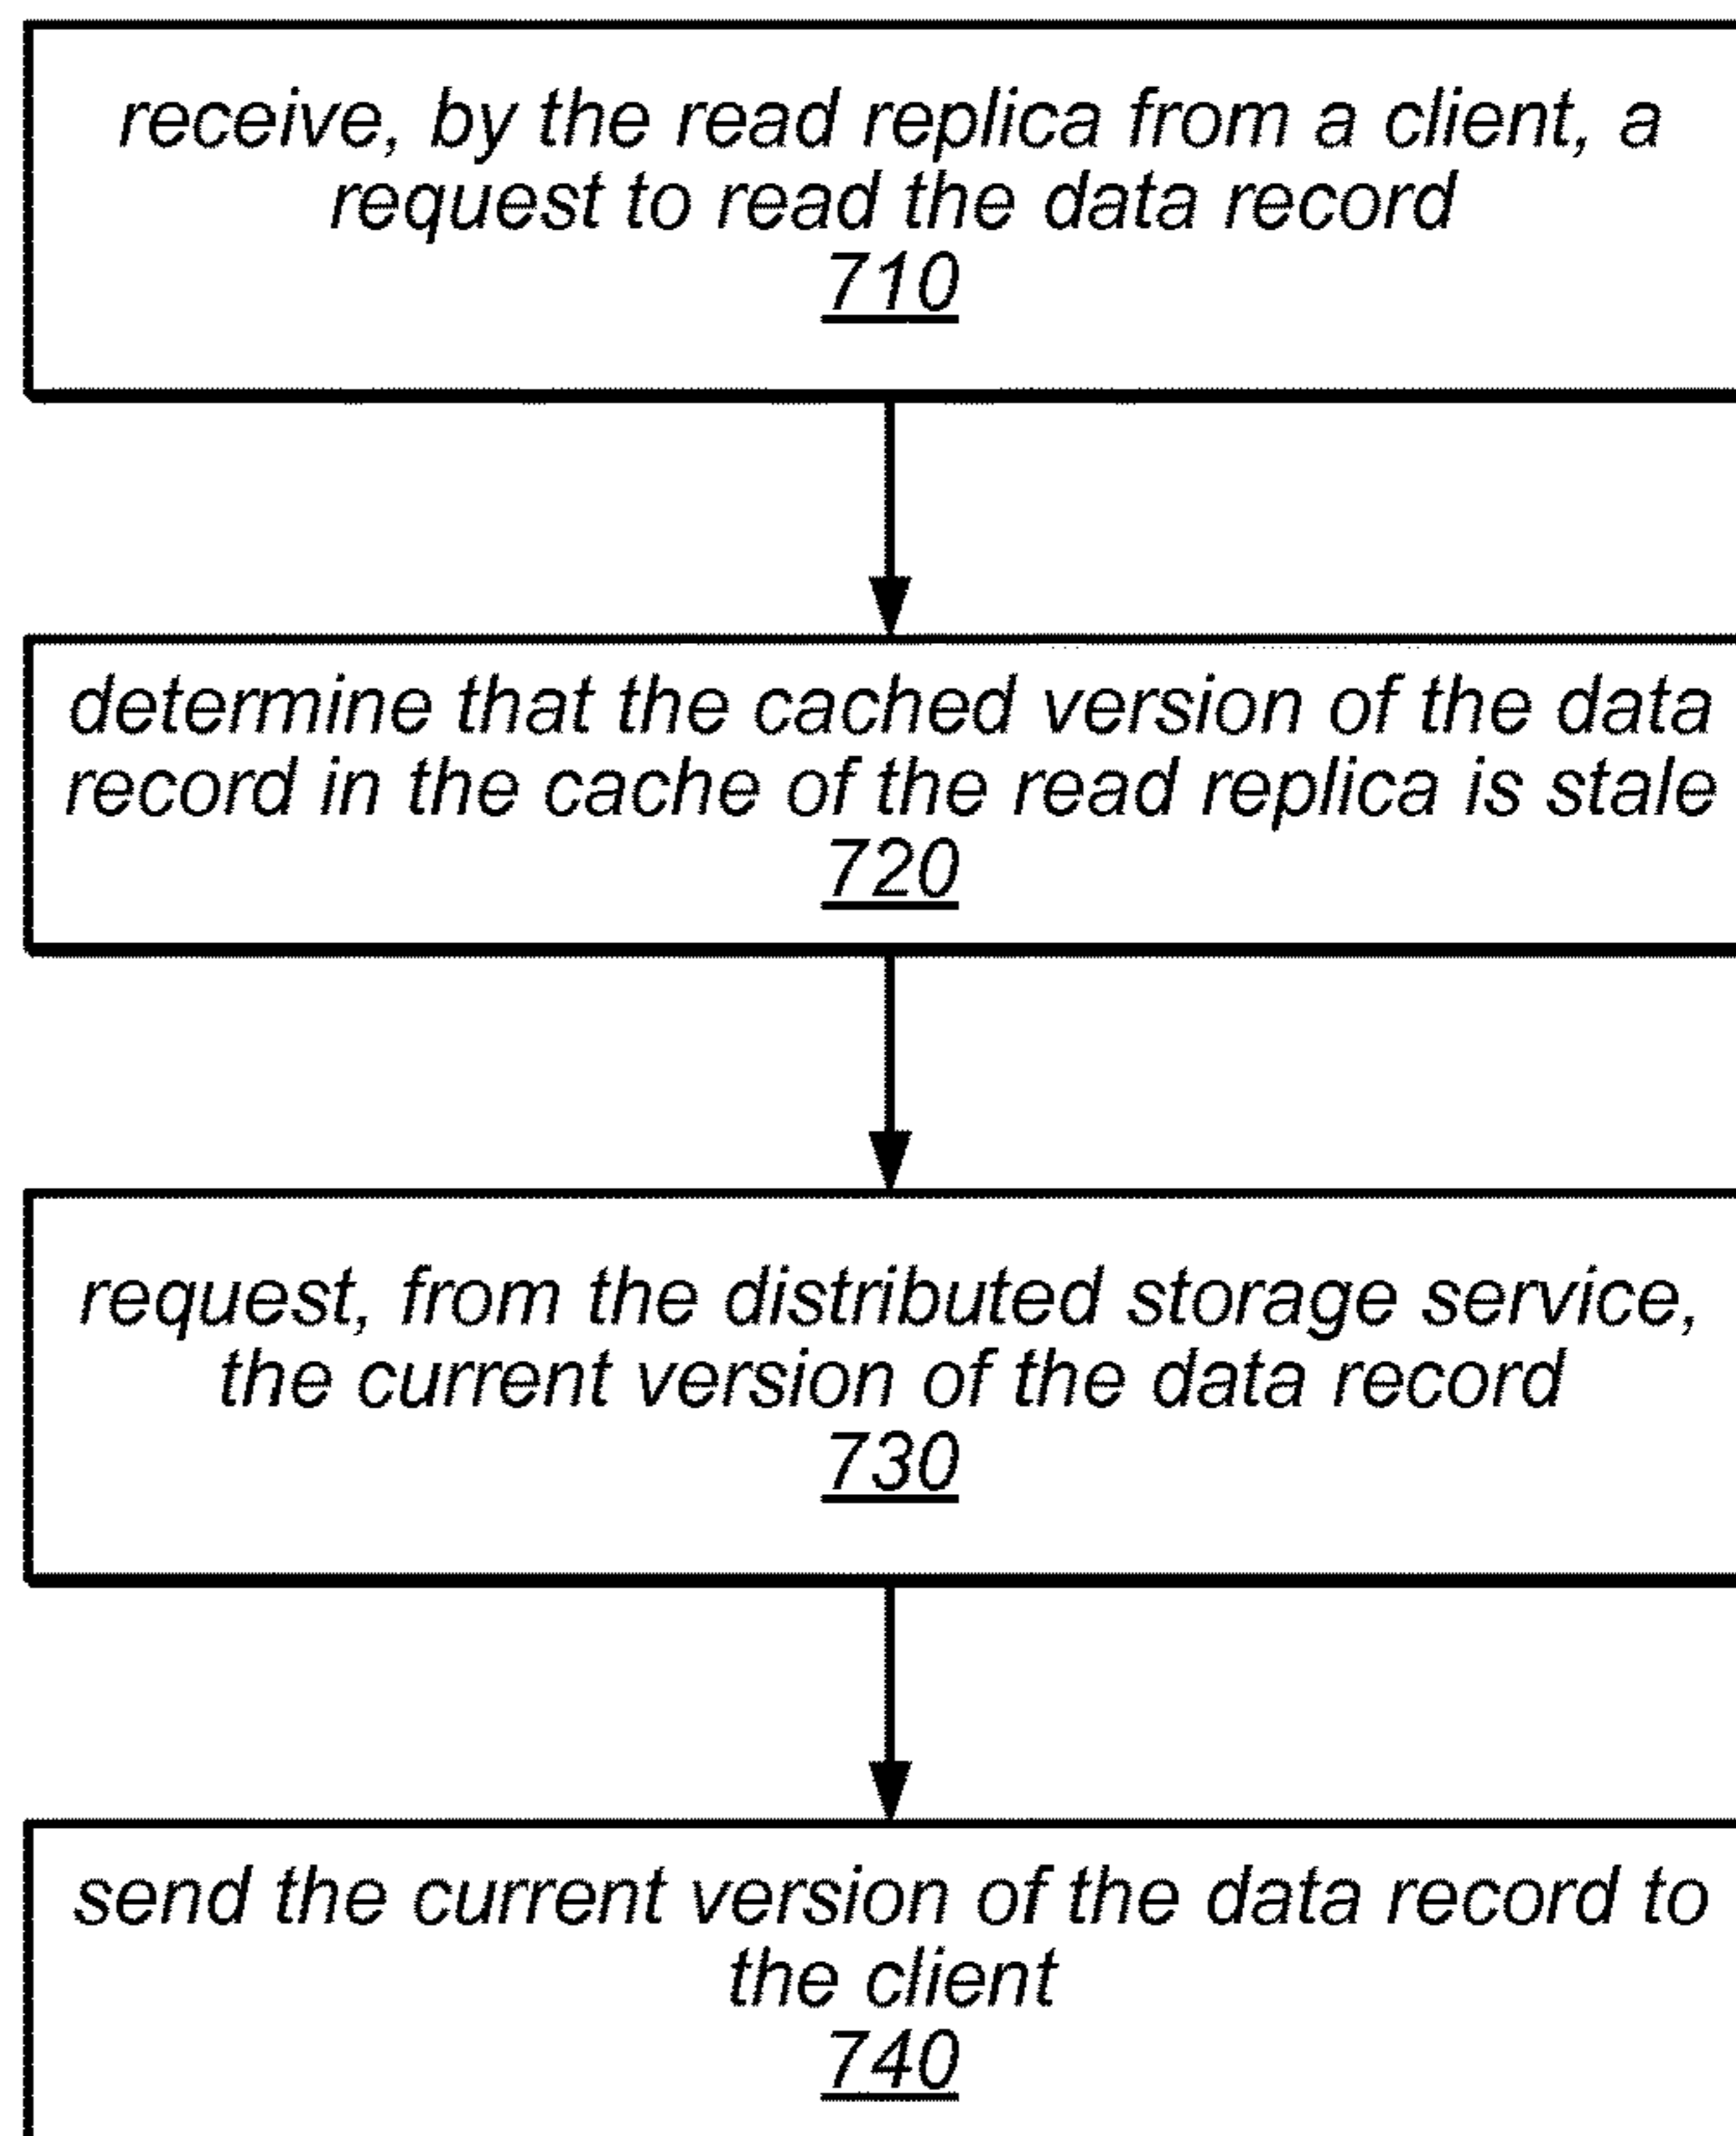 receive, by the read replica from a client, a
request to read the data record
710
determine that the cached version of the data
record in the cache of the read replica is stale
720
request, from the distributed storage service,
the current version of the data record
730
send the current version of the data record to
the client
740